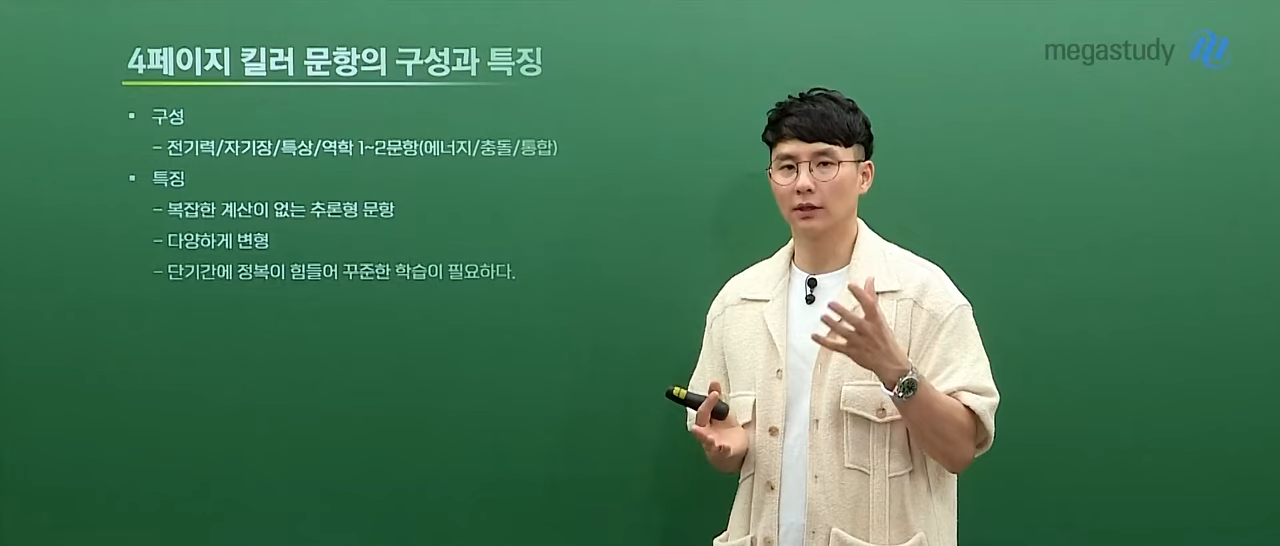 4페이지 킬러 문항의 구성과 특징
megastudy
▪ 구성
– 전기력/자기장/특상/역학 1~2문항(에너지/충돌/통합)
▪ 특징
– 복잡한 계산이 없는 추론형 문항
– 다양하게 변형
– 단기간에 정복이 힘들어 꾸준한 학습이 필요하다.